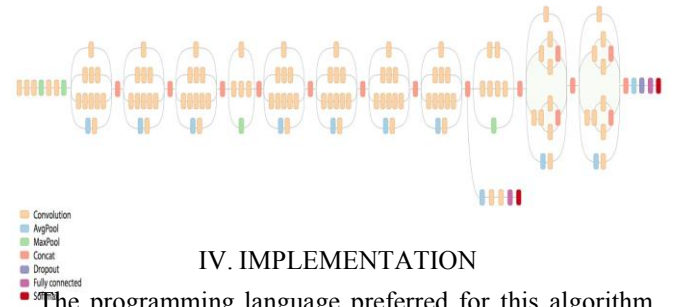 Convolution
AvgPool
MaxPool
Concat
Dropout
Fully connected
IV. IMPLEMENTATION
The programming language preferred for this algorithm